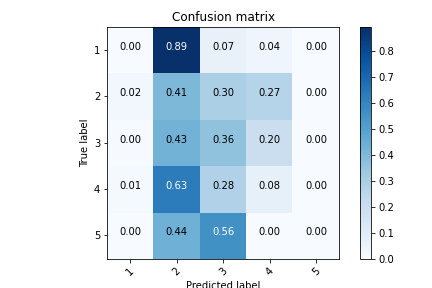 Confusion matrix
True label
1 0.00 0.89 0.07 0.04 0.00
2 0.02 0.41 0.30 0.27 0.00
3 0.00 0.43 0.36 0.20 0.00
4 0.01 0.63 0.28 0.08 0.00
5 0.00 0.44 0.56 0.00 0.00
1 2 3 4 5
Predicted label
0.8
0.7
0.6
0.5
0.4
0.3
0.2
0.1
0.0